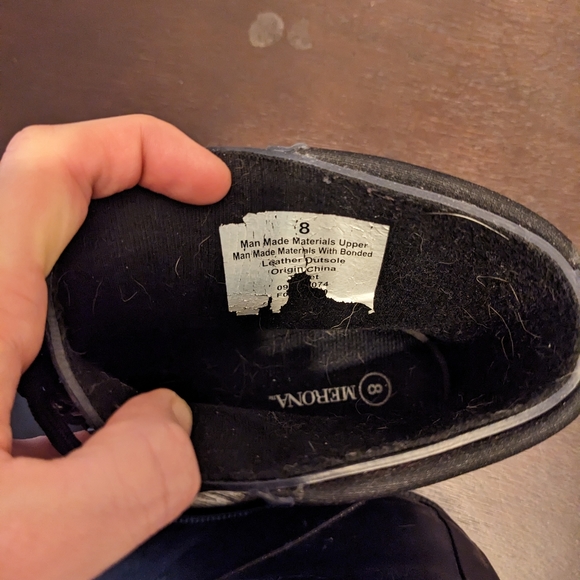 8
Man Made Materials Upper
Man Made Materials With Bonded
Leather Outsole
Origin China
MERONA 8